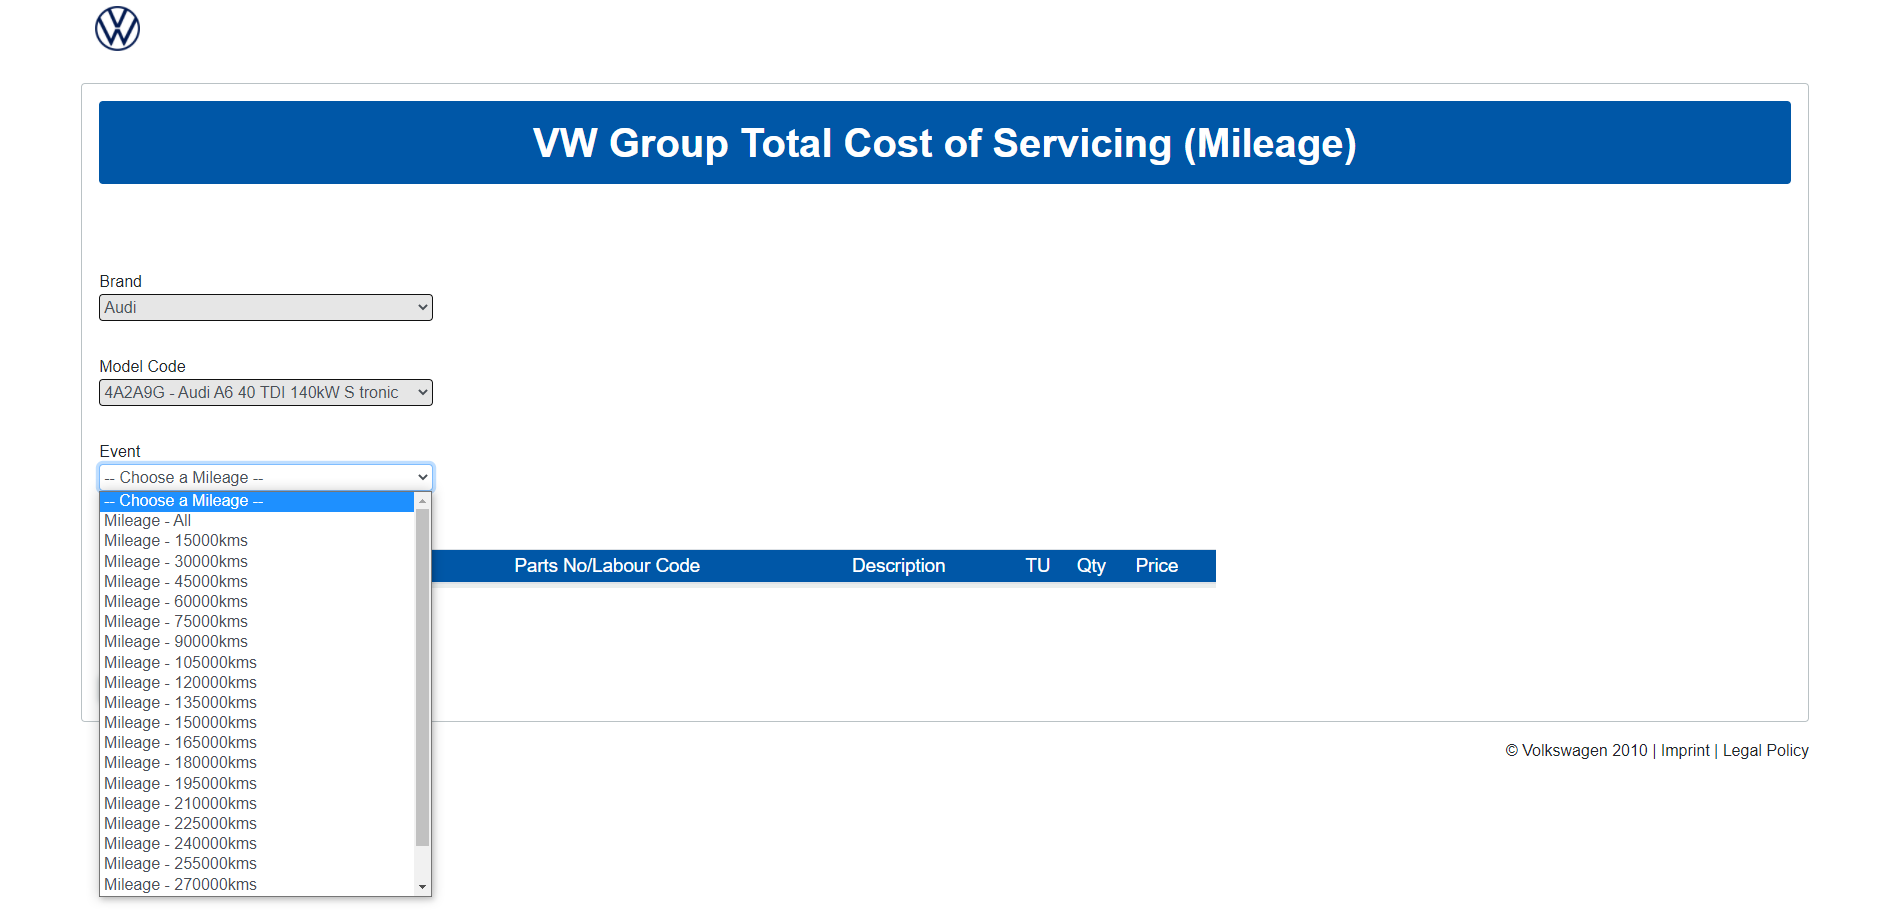 VW Group Total Cost of Servicing (Mileage)
Brand
Audi
Model Code
4A2A9G - Audi A6 40 TDI 140kW S tronic
Event
-- Choose a Mileage --
-- Choose a Mileage --
Mileage - All
Mileage - 15000kms
Mileage - 30000kms
Mileage - 45000kms
Mileage - 60000kms
Mileage - 75000kms
Mileage - 90000kms
Mileage - 105000kms
Mileage - 120000kms
Mileage - 135000kms
Mileage - 150000kms
Mileage - 165000kms
Mileage - 180000kms
Mileage - 195000kms
Mileage - 210000kms
Mileage - 225000kms
Mileage - 240000kms
Mileage - 255000kms
Mileage - 270000kms
Parts No/Labour Code Description TU Qty Price
© Volkswagen 2010 | Imprint | Legal Policy